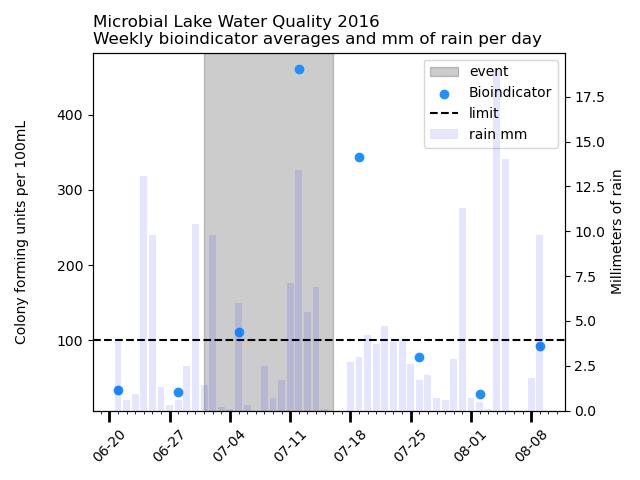 Microbial Lake Water Quality 2016
Weekly bioindicator averages and mm of rain per day
event
Bioindicator
limit
rain mm
Colony forming units per 100mL
400
300
200
100
Millimeters of rain
17.5
15.0
12.5
10.0
7.5
5.0
2.5
0.0
06-20
06-27
07-04
07-11
07-18
07-25
08-01
08-08